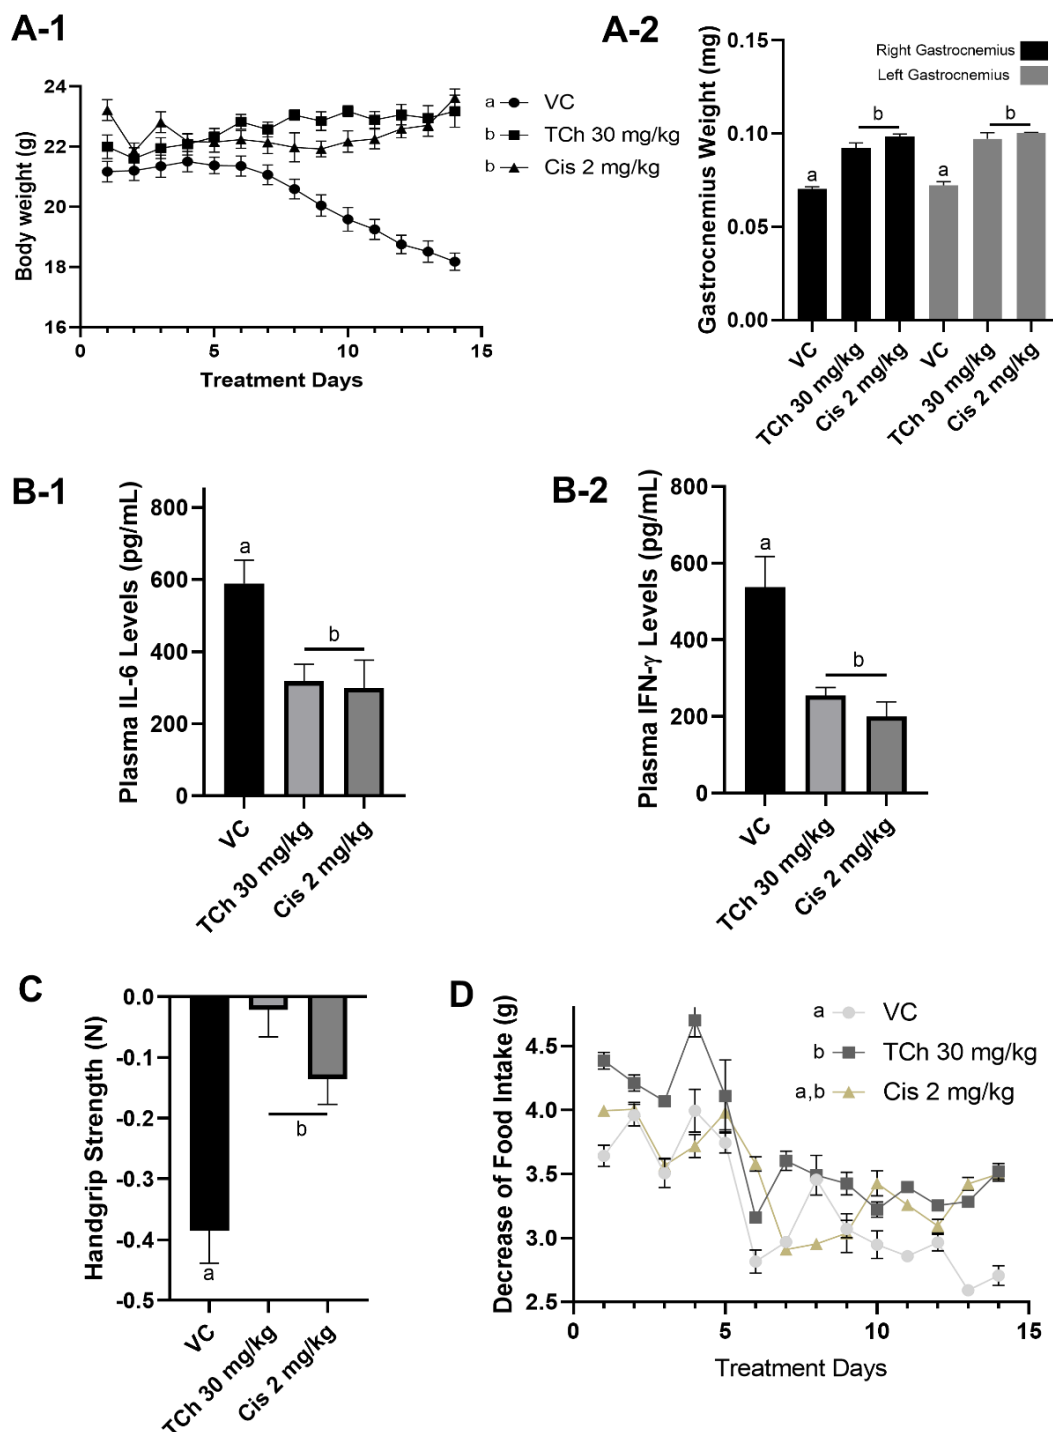 A-1
24
22
20
18
16
Body weight (g)
0
5
10
15
Treatment Days
a VC
b TCh 30 mg/kg
b Cis 2 mg/kg
A-2
0.15
0.10
0.05
0.00
Gastrocnemius Weight (mg)
Right Gastrocnemius
Left Gastrocnemius
a
b
a
b
VC
TCh 30 mg/kg
Cis 2 mg/kg
VC
TCh 30 mg/kg
Cis 2 mg/kg
B-1
800
600
400
200
0
Plasma IL-6 Levels (pg/mL)
a
b
VC
TCh 30 mg/kg
Cis 2 mg/kg
B-2
800
600
400
200
0
Plasma IFN-γ Levels (pg/mL)
a
b
VC
TCh 30 mg/kg
Cis 2 mg/kg
C
0.0
-0.1
-0.2
-0.3
-0.4
-0.5
Handgrip Strength (N)
a
b
VC
TCh 30 mg/kg
Cis 2 mg/kg
D
4.5
4.0
3.5
3.0
2.5
Decrease of Food Intake (g)
a VC
b TCh 30 mg/kg
a,b Cis 2 mg/kg
0
5
10
15
Treatment Days